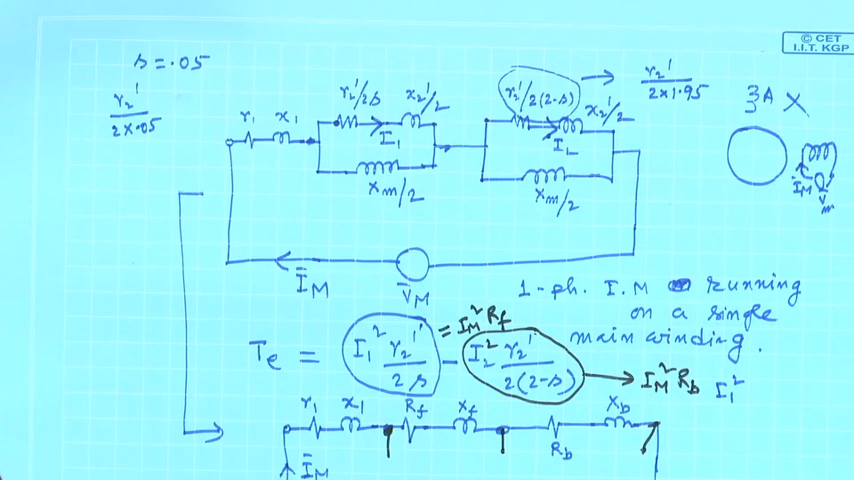 © CET
I.I.T. KGP
s = .05
r2'/2×.05
r1 x1 r2'/2s x2'/2 r2'/2(2-s) x2'/2 → r2'/2×1.95
I1 I2
xm/2 xm/2
3A X
IM Vm
IM VM
1-ph. I.M running
on a single
main winding.
Te = I1² r2'/2s - I2² r2'/2(2-s)
= IM² Rf
→ IM² Rb I1²
r1 x1 Rf xf Rb xb
IM